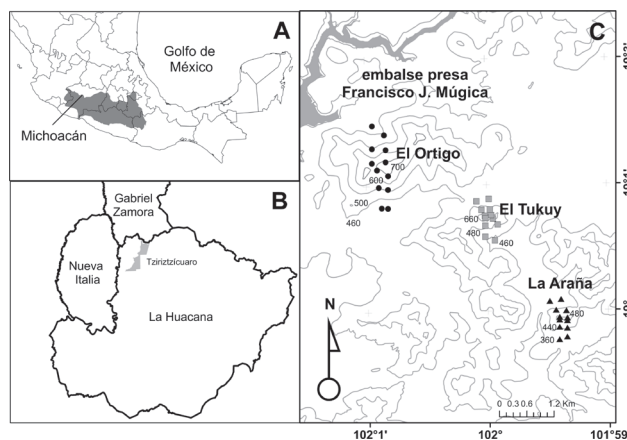 A
Golfo de
México
Michoacán
B
Gabriel
Zamora
Tziriztzícuaro
Nueva
Italia
La Huacana
C
embalse presa
Francisco J. Múgica
El Ortigo
700
600
500
460
El Tukuy
660
480
460
La Araña
480
440
360
N
0 0.3 0.6 1.2 Km
102°1' 102° 101°59